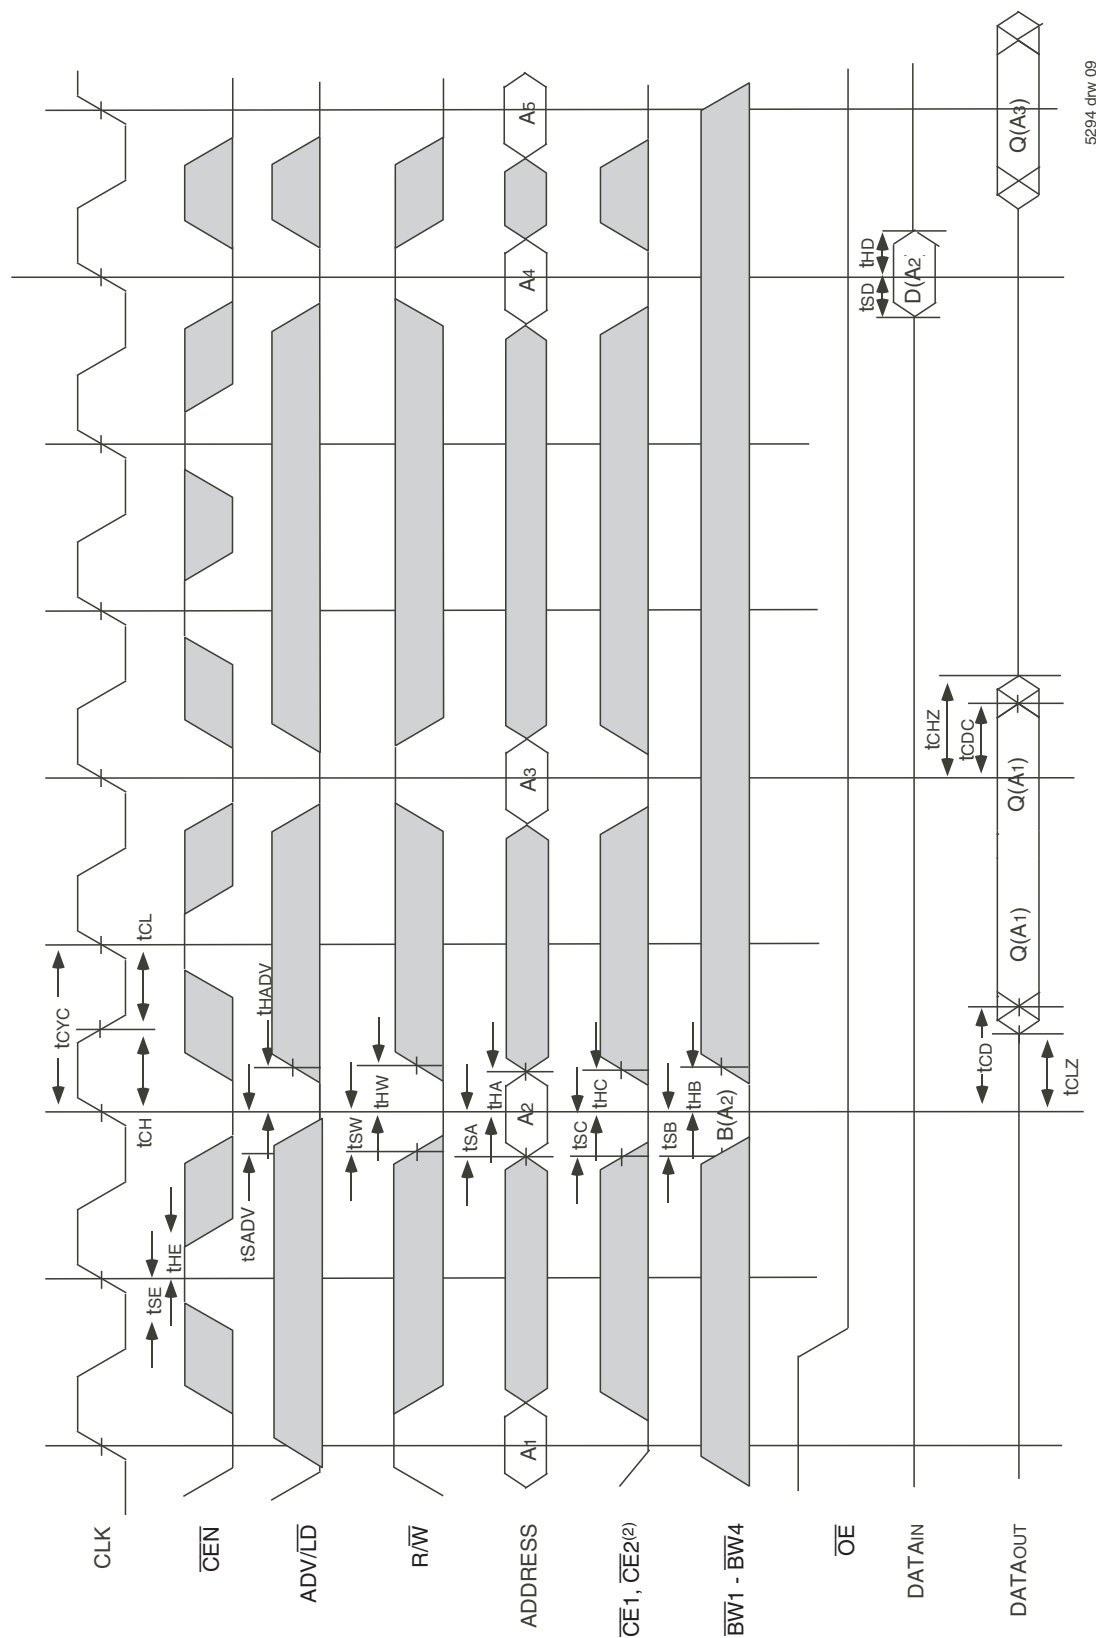 CLK
CEN
ADV/LD
R/W
ADDRESS
CE1, CE2(2)
BW1 - BW4
OE
DATAIN
DATAOUT
tCYC
tCH
tCL
tSE
tHE
tSADV
tHADV
tSW
tHW
A1
A2
A3
A4
A5
tSA
tHA
tSC
tHC
tSB
tHB
B(A2)
D(A2)
tSD
tHD
tCD
tCLZ
Q(A1)
Q(A1)
tCHZ
tCDC
Q(A3)
5294 drw 09